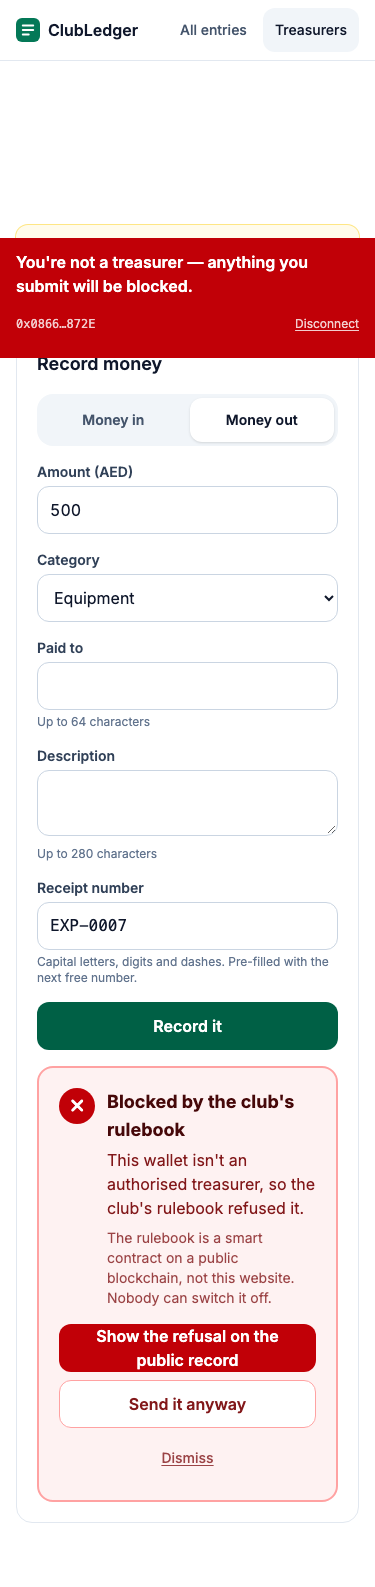 ClubLedger
All entries
Treasurers
You're not a treasurer — anything you
submit will be blocked.
0x0866…872E
Disconnect
Record money
Money in
Money out
Amount (AED)
500
Category
Equipment
Paid to
Up to 64 characters
Description
Up to 280 characters
Receipt number
EXP-0007
Capital letters, digits and dashes. Pre-filled with the
next free number.
Record it
Blocked by the club's
rulebook
This wallet isn't an
authorised treasurer, so the
club's rulebook refused it.
The rulebook is a smart
contract on a public
blockchain, not this website.
Nobody can switch it off.
Show the refusal on the
public record
Send it anyway
Dismiss